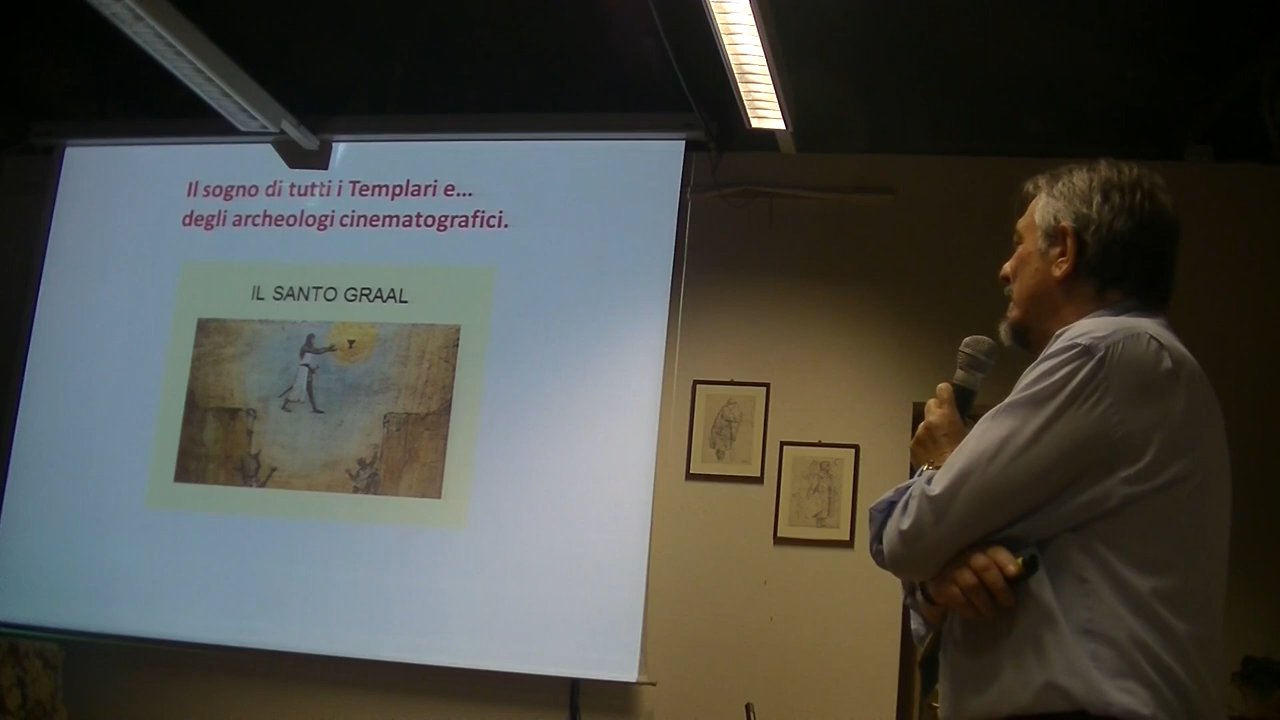 Il sogno di tutti i Templari e...
degli archeologi cinematografici.
IL SANTO GRAAL